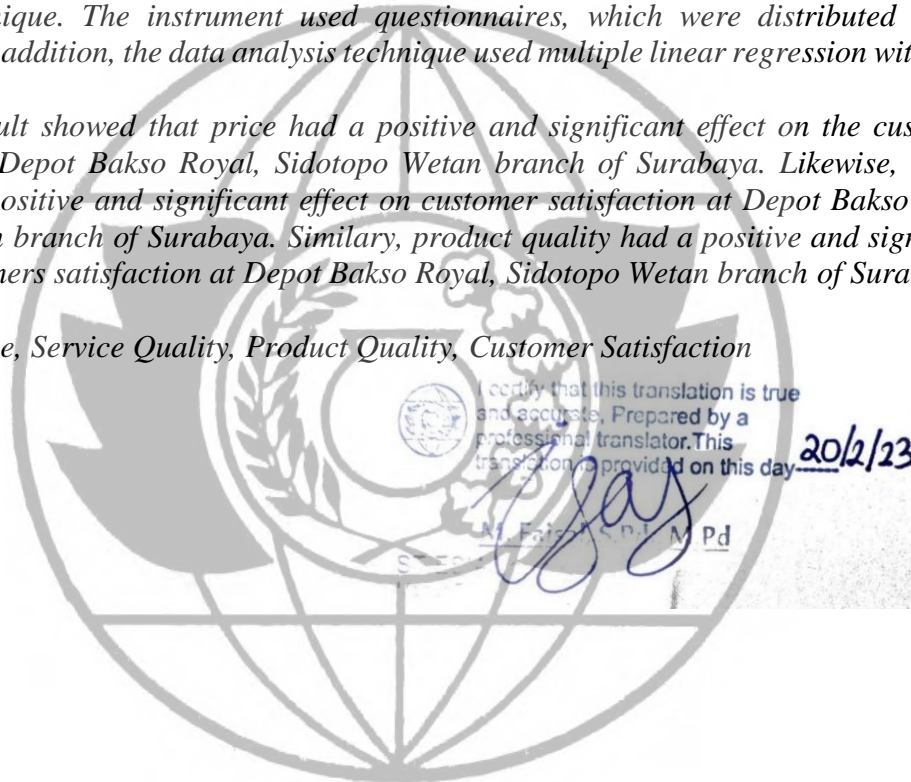 nique. The instrument used questionnaires, which were distributed
addition, the data analysis technique used multiple linear regression wit
ult showed that price had a positive and significant effect on the cus
Depot Bakso Royal, Sidotopo Wetan branch of Surabaya. Likewise,
ositive and significant effect on customer satisfaction at Depot Bakso
n branch of Surabaya. Similary, product quality had a positive and sign
mers satisfaction at Depot Bakso Royal, Sidotopo Wetan branch of Sura
e, Service Quality, Product Quality, Customer Satisfaction
I certify that this translation is true
and accurate, Prepared by a
professional translator.This
translation is provided on this day 20/2/23
M. Faisal, S.Pd., M.Pd